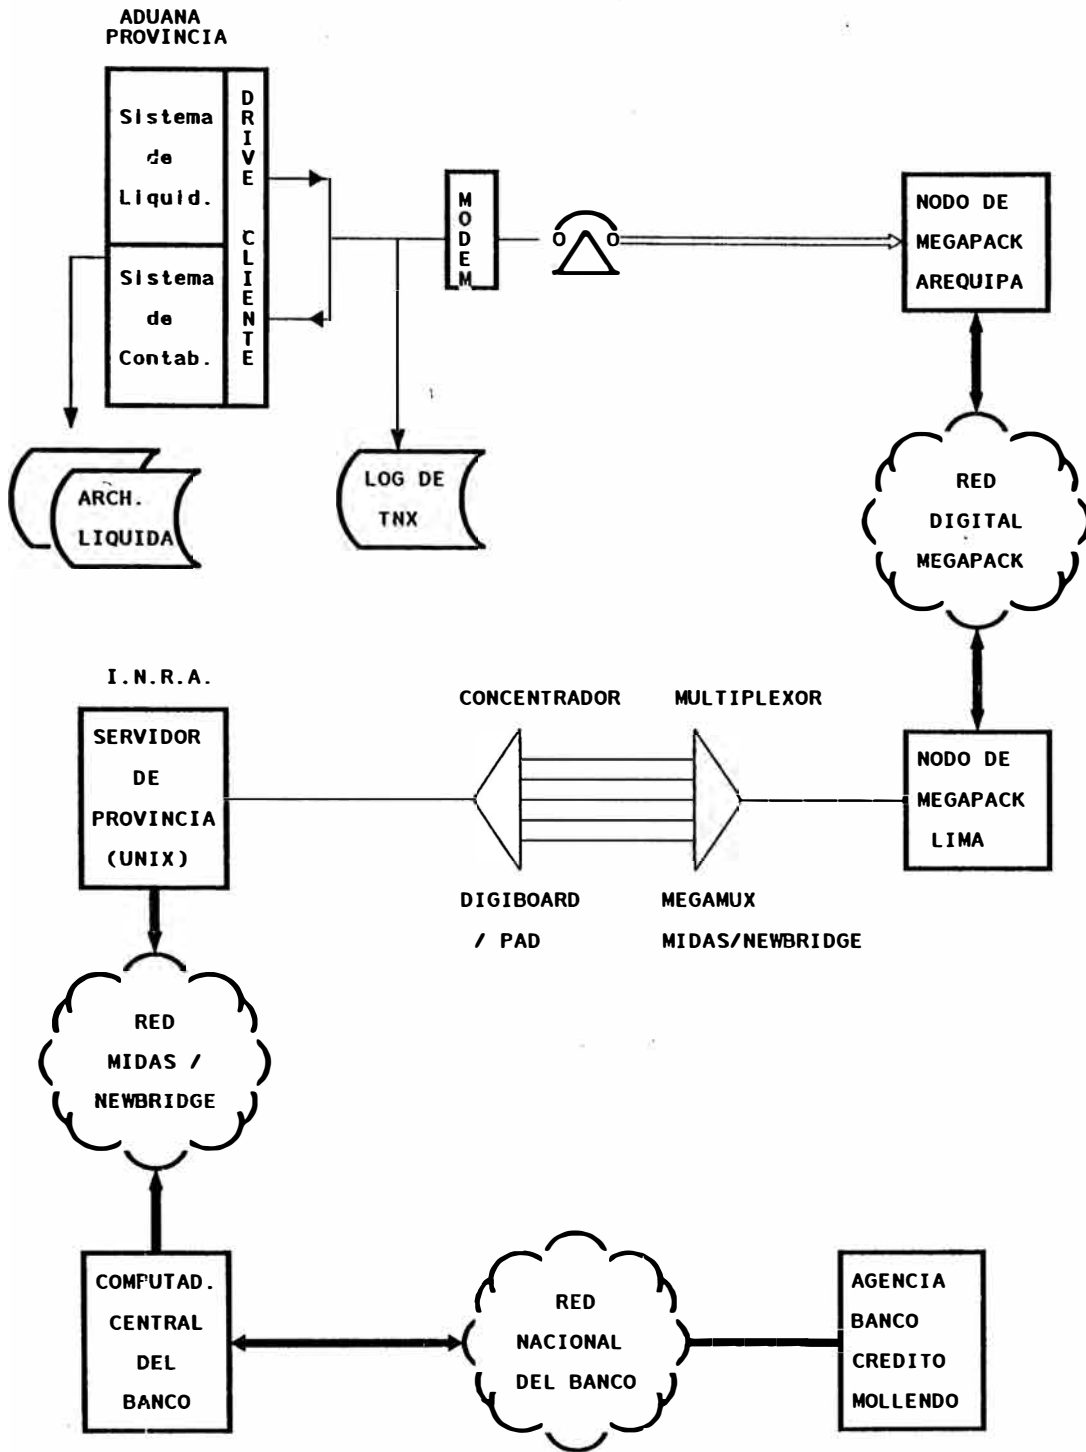 ADUANA
PROVINCIA
Sistema
de
Liquid.
Sistema
de
Contab.
DRIVE CLIENTE
MODEM
NODO DE
MEGAPACK
AREQUIPA
ARCH.
LIQUIDA
LOG DE
TNX
RED
DIGITAL
MEGAPACK
I.N.R.A.
SERVIDOR
DE
PROVINCIA
(UNIX)
CONCENTRADOR
MULTIPLEXOR
DIGIBOARD
/ PAD
MEGAMUX
MIDAS/NEWBRIDGE
NODO DE
MEGAPACK
LIMA
RED
MIDAS /
NEWBRIDGE
COMPUTAD.
CENTRAL
DEL
BANCO
RED
NACIONAL
DEL BANCO
AGENCIA
BANCO
CREDITO
MOLLENDO